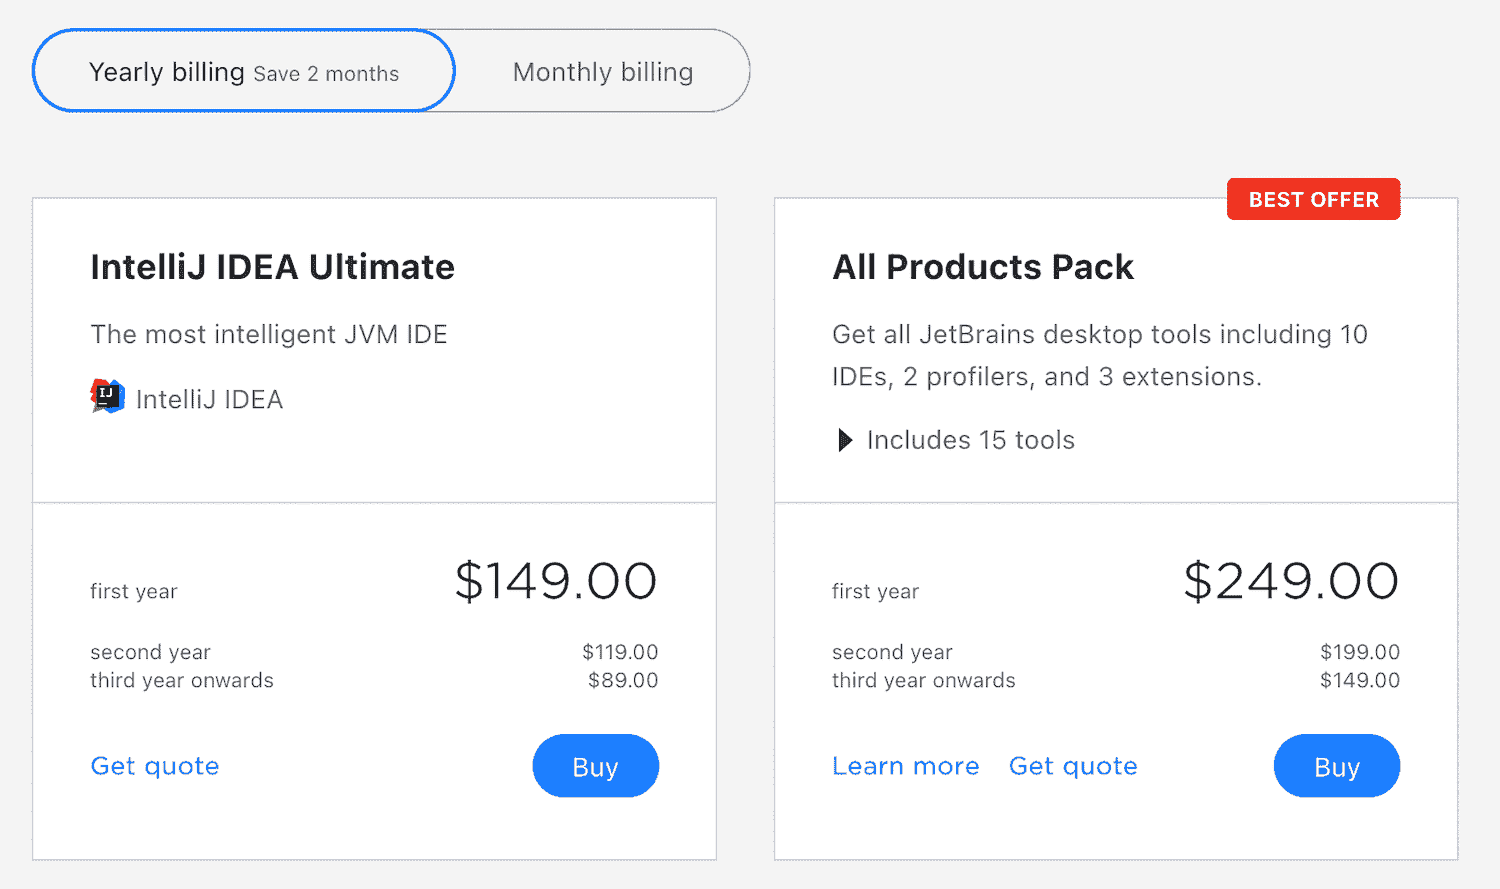 Yearly billing Save 2 months
Monthly billing
IntelliJ IDEA Ultimate
The most intelligent JVM IDE
IJ
IntelliJ IDEA
first year $149.00
second year $119.00
third year onwards $89.00
Get quote Buy
BEST OFFER
All Products Pack
Get all JetBrains desktop tools including 10
IDEs, 2 profilers, and 3 extensions.
Includes 15 tools
first year $249.00
second year $199.00
third year onwards $149.00
Learn more Get quote Buy